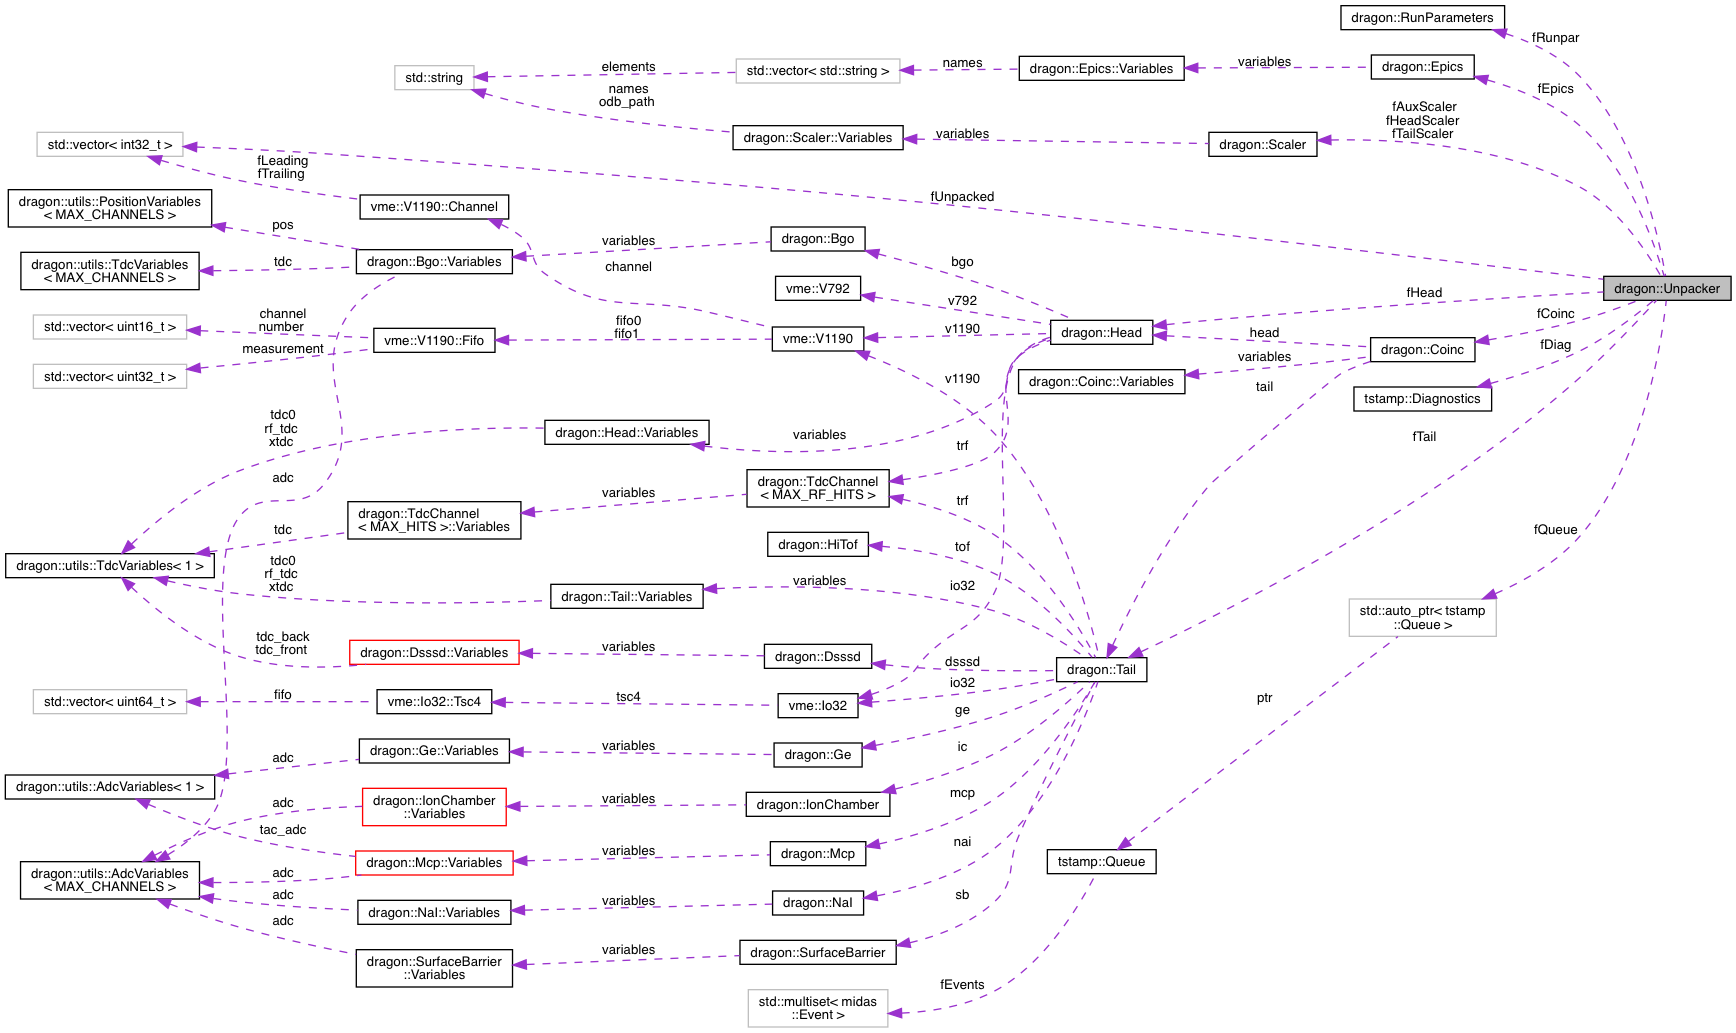 dragon::RunParameters
fRunpar
std::string
elements
std::vector< std::string >
names
dragon::Epics::Variables
variables
dragon::Epics
fEpics
names
odb_path
dragon::Scaler::Variables
variables
dragon::Scaler
fAuxScaler
fHeadScaler
fTailScaler
std::vector< int32_t >
fLeading
fTrailing
fUnpacked
dragon::utils::PositionVariables
< MAX_CHANNELS >
pos
vme::V1190::Channel
dragon::Bgo
variables
channel
bgo
dragon::utils::TdcVariables
< MAX_CHANNELS >
tdc
dragon::Bgo::Variables
vme::V792
v792
fHead
dragon::Unpacker
std::vector< uint16_t >
channel
number
vme::V1190::Fifo
fifo0
fifo1
vme::V1190
v1190
dragon::Head
head
fCoinc
dragon::Coinc
fDiag
measurement
std::vector< uint32_t >
v1190
dragon::Coinc::Variables
variables
tail
tstamp::Diagnostics
tdc0
rf_tdc
xtdc
dragon::Head::Variables
variables
trf
fTail
adc
dragon::TdcChannel
< MAX_HITS >::Variables
variables
dragon::TdcChannel
< MAX_RF_HITS >
trf
tdc
dragon::HiTof
tof
fQueue
dragon::utils::TdcVariables< 1 >
tdc0
rf_tdc
xtdc
dragon::Tail::Variables
variables
io32
std::auto_ptr< tstamp
::Queue >
tdc_back
tdc_front
dragon::Dsssd::Variables
variables
dragon::Dsssd
dsssd
dragon::Tail
std::vector< uint64_t >
fifo
vme::Io32::Tsc4
tsc4
vme::Io32
io32
ptr
ge
dragon::Ge::Variables
variables
dragon::Ge
ic
adc
dragon::utils::AdcVariables< 1 >
adc
dragon::IonChamber
::Variables
variables
dragon::IonChamber
mcp
tac_adc
dragon::Mcp::Variables
variables
dragon::Mcp
nai
tstamp::Queue
dragon::utils::AdcVariables
< MAX_CHANNELS >
adc
adc
dragon::NaI::Variables
variables
dragon::NaI
sb
adc
dragon::SurfaceBarrier
::Variables
variables
dragon::SurfaceBarrier
fEvents
std::multiset< midas
::Event >